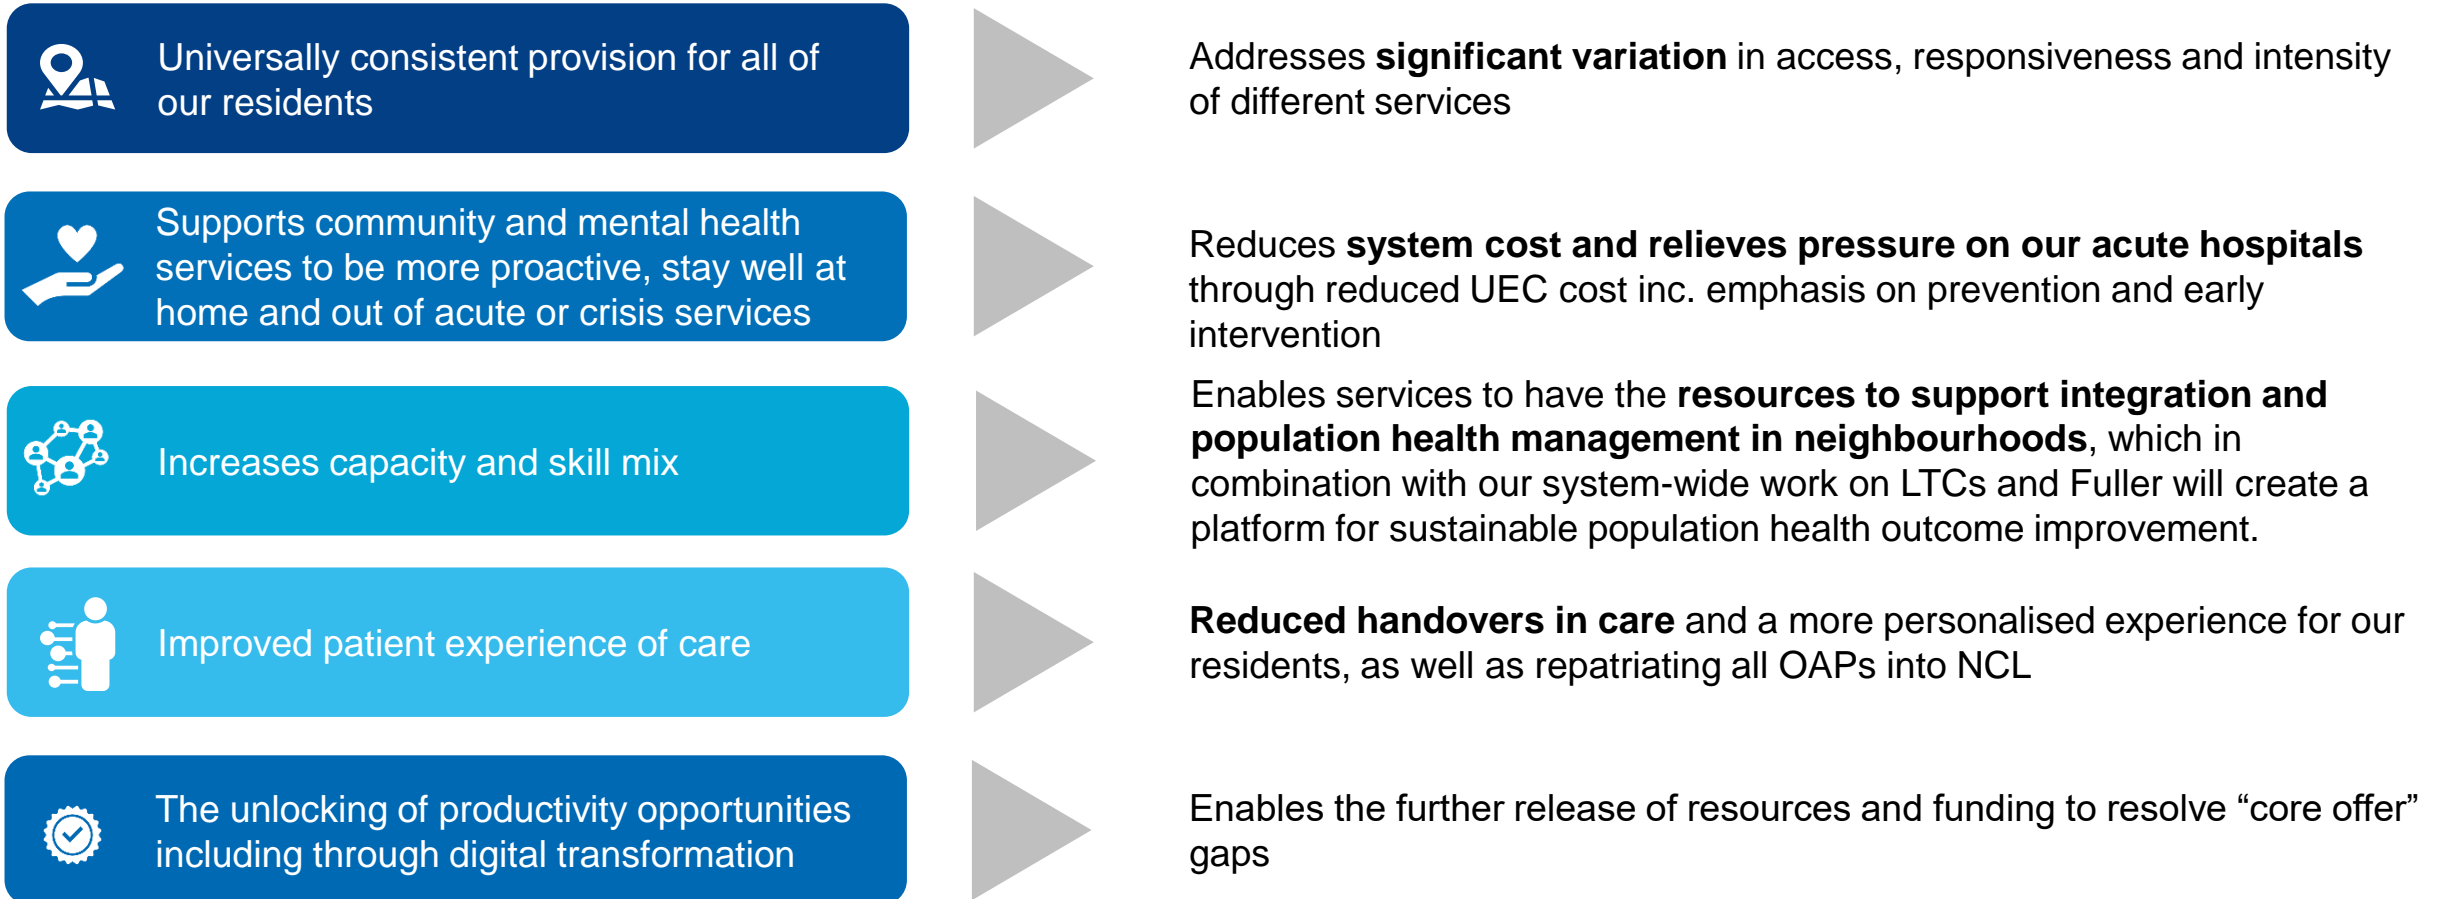 Universally consistent provision for all of
our residents
Addresses significant variation in access, responsiveness and intensity
of different services
Supports community and mental health
services to be more proactive, stay well at
home and out of acute or crisis services
Reduces system cost and relieves pressure on our acute hospitals
through reduced UEC cost inc. emphasis on prevention and early
intervention
Increases capacity and skill mix
Enables services to have the resources to support integration and
population health management in neighbourhoods, which in
combination with our system-wide work on LTCs and Fuller will create a
platform for sustainable population health outcome improvement.
Improved patient experience of care
Reduced handovers in care and a more personalised experience for our
residents, as well as repatriating all OAPs into NCL
The unlocking of productivity opportunities
including through digital transformation
Enables the further release of resources and funding to resolve “core offer”
gaps